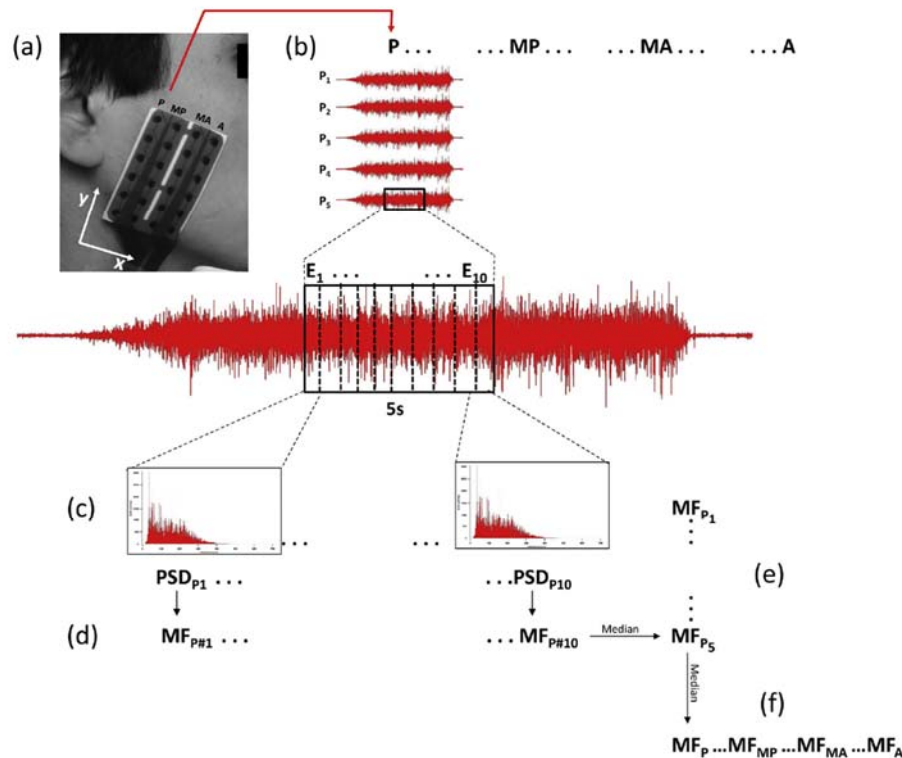 (a)
(b)
P . . . . . . MP . . . . . . MA . . . . . . A
P MP MA A
y
x
P1
P2
P3
P4
P5
E1 . . . . . . E10
5s
(c)
. . . . . .
MFP1
PSDP1 . . . . . . PSDP10
(e)
(d)
MFP#1 . . . . . . MFP#10 Median MFP5
Median
(f)
MFP ...MFMP ...MFMA ...MFA